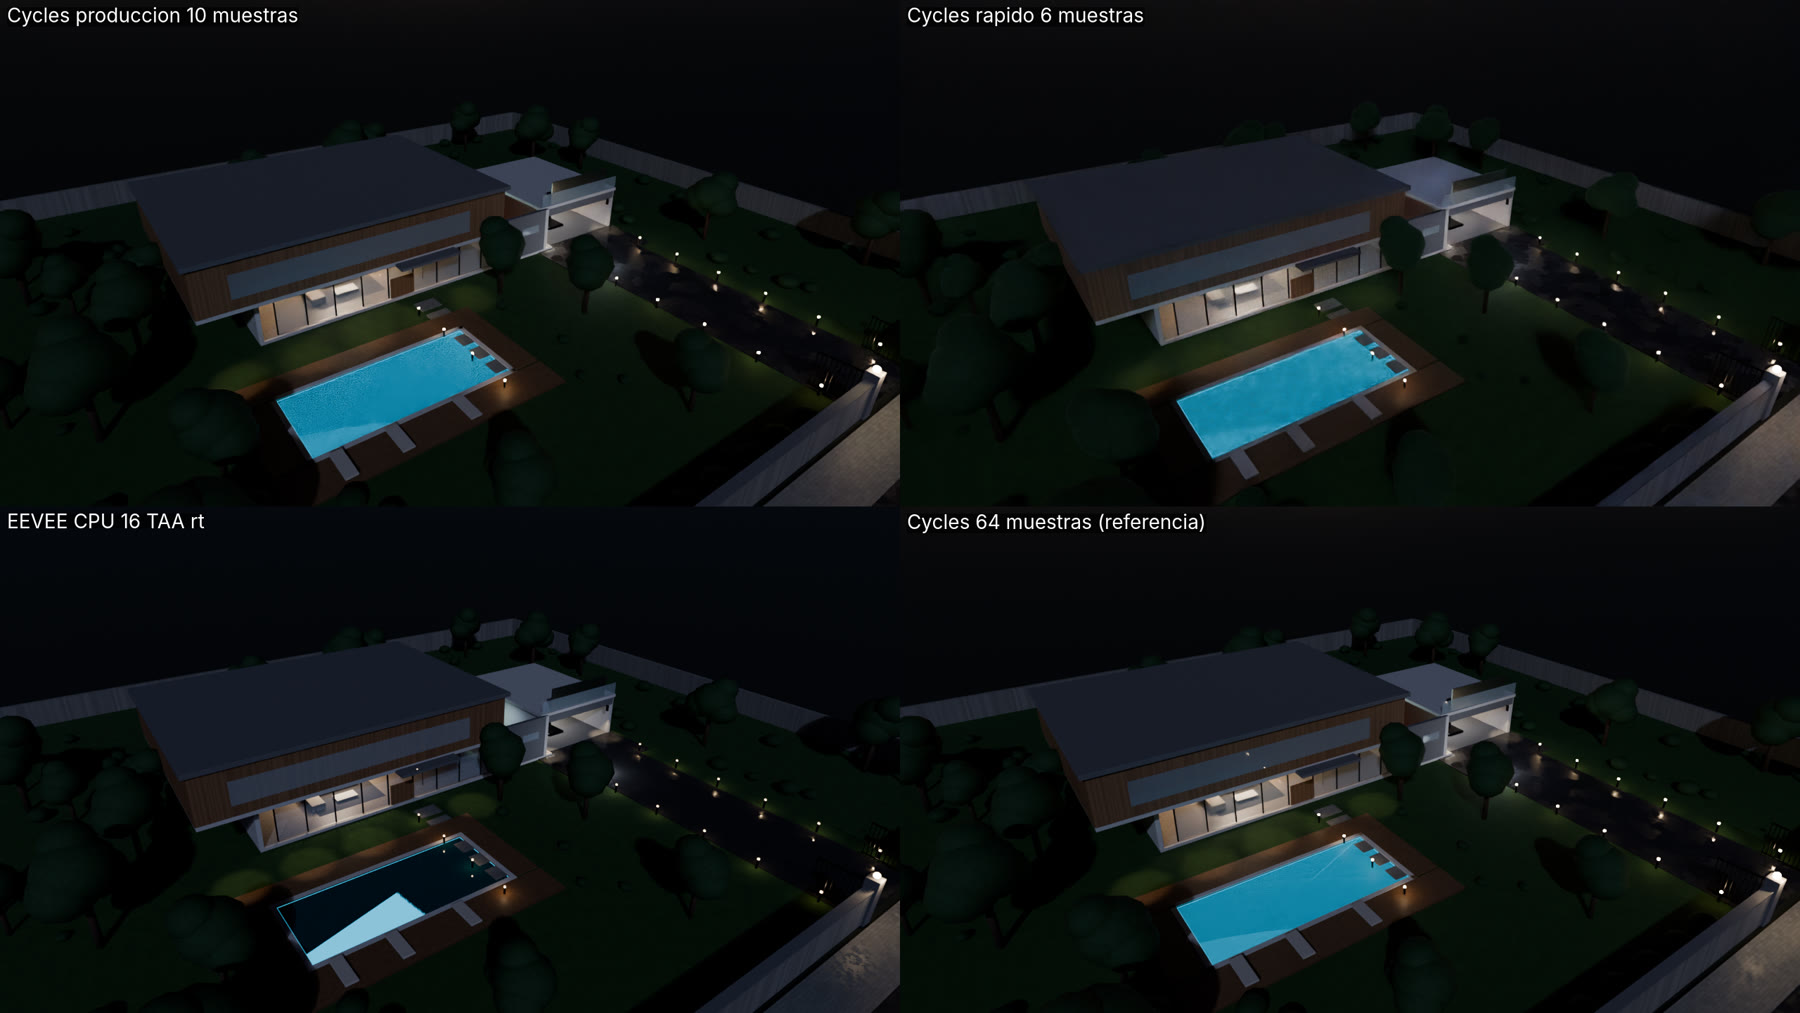 Cycles produccion 10 muestras
Cycles rapido 6 muestras
EEVEE CPU 16 TAA rt
Cycles 64 muestras (referencia)